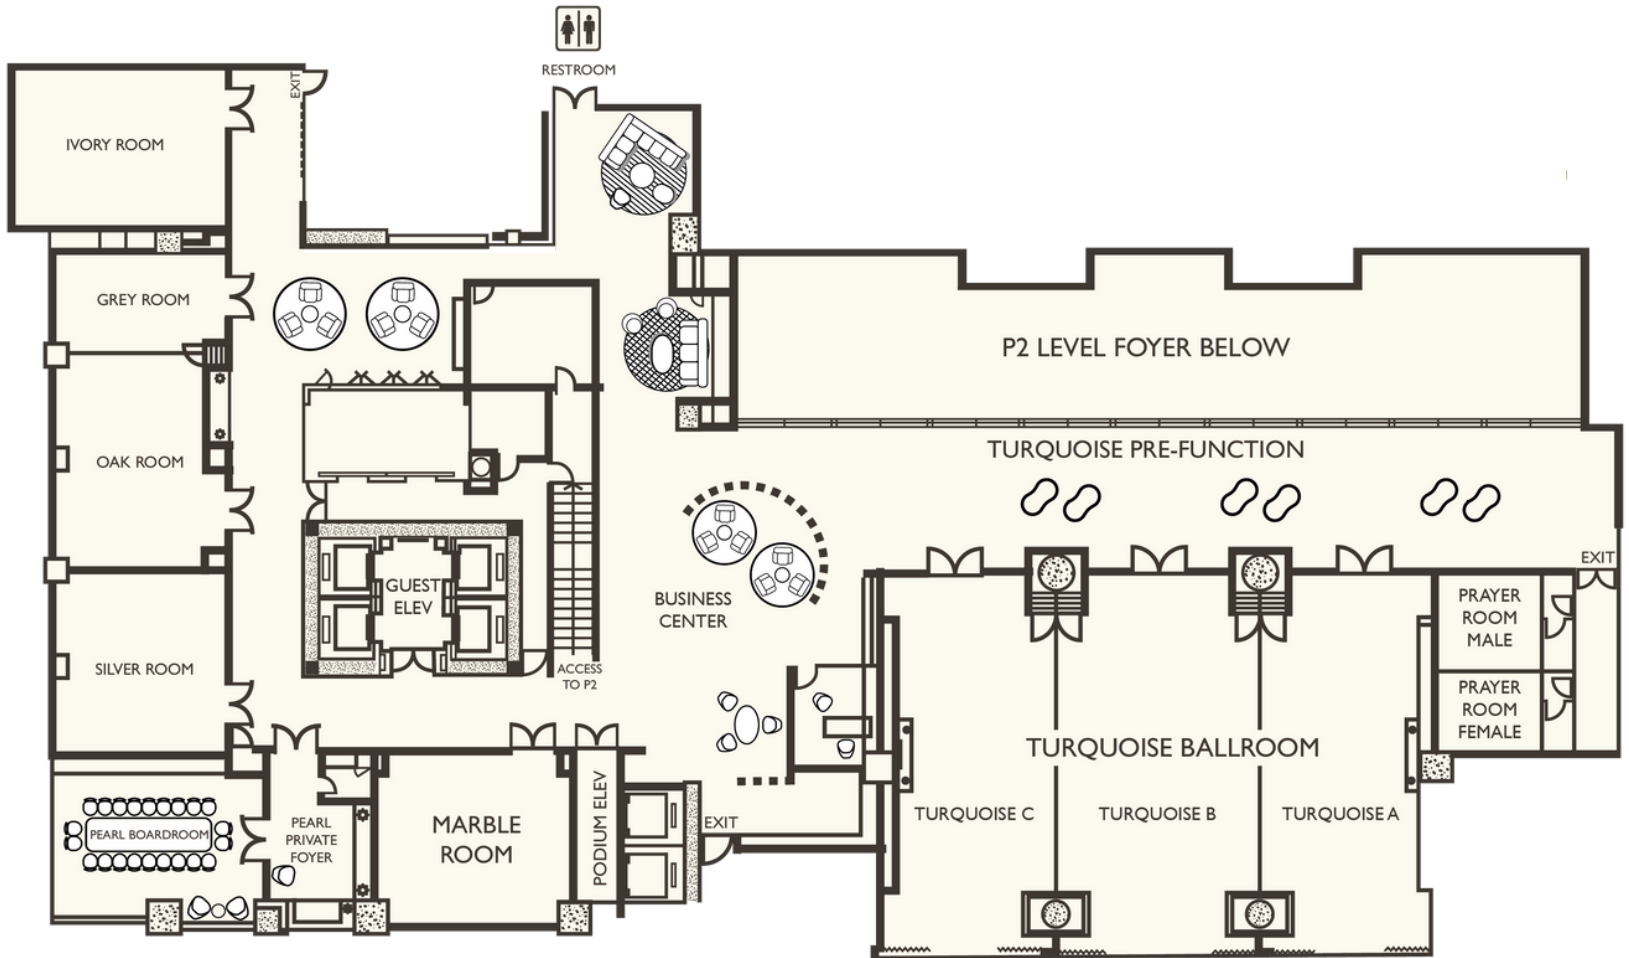 RESTROOM
EXIT
IVORY ROOM
GREY ROOM
P2 LEVEL FOYER BELOW
TURQUOISE PRE-FUNCTION
OAK ROOM
EXIT
GUEST
ELEV
BUSINESS
CENTER
PRAYER
ROOM
MALE
SILVER ROOM
ACCESS
TO P2
PRAYER
ROOM
FEMALE
TURQUOISE BALLROOM
TURQUOISE C
TURQUOISE B
TURQUOISE A
PEARL BOARDROOM
PEARL
PRIVATE
FOYER
MARBLE
ROOM
PODIUM ELEV
EXIT